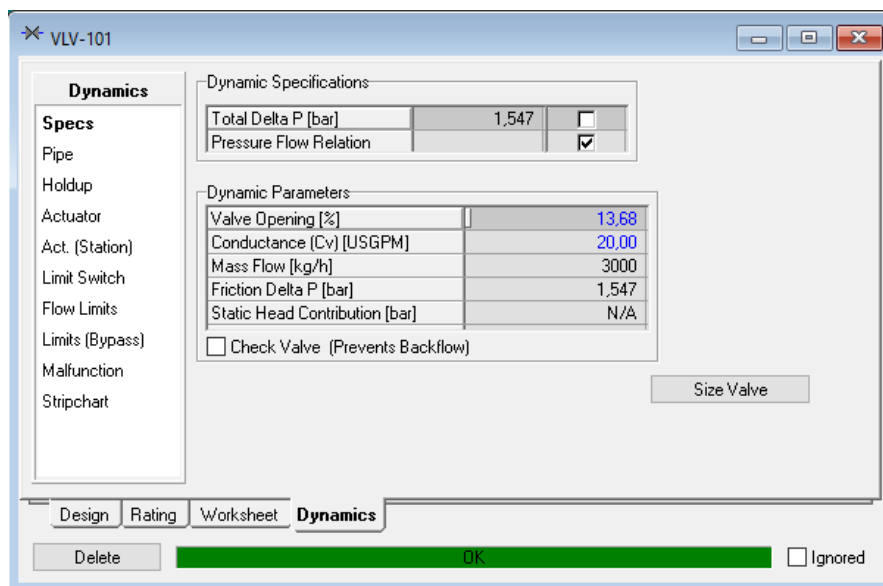 VLV-101
Dynamics
Specs
Pipe
Holdup
Actuator
Act. (Station)
Limit Switch
Flow Limits
Limits (Bypass)
Malfunction
Stripchart
Dynamic Specifications
Total Delta P [bar] 1,547
Pressure Flow Relation
Dynamic Parameters
Valve Opening [%] 13,68
Conductance (Cv) [USGPM] 20,00
Mass Flow [kg/h] 3000
Friction Delta P [bar] 1,547
Static Head Contribution [bar] N/A
Check Valve (Prevents Backflow)
Size Valve
Design Rating Worksheet Dynamics
Delete OK Ignored